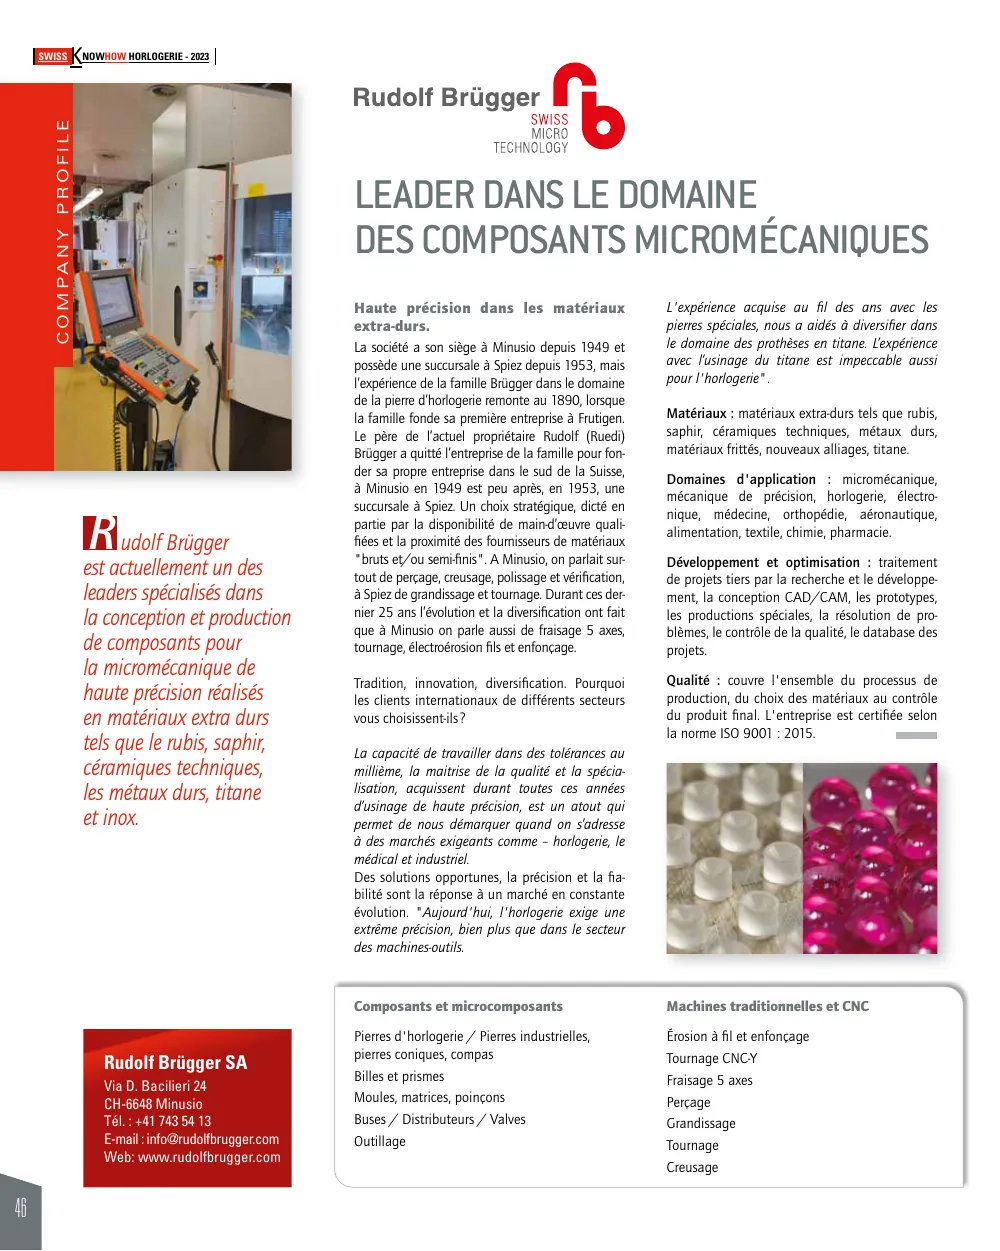 SWISS KNOWHOW HORLOGERIE - 2023
COMPANY PROFILE
Rudolf Brügger
SWISS
MICRO
TECHNOLOGY
rb
LEADER DANS LE DOMAINE
DES COMPOSANTS MICROMÉCANIQUES
Rudolf Brügger
est actuellement un des
leaders spécialisés dans
la conception et production
de composants pour
la micromécanique de
haute précision réalisés
en matériaux extra durs
tels que le rubis, saphir,
céramiques techniques,
les métaux durs, titane
et inox.
Haute précision dans les matériaux
extra-durs.
La société a son siège à Minusio depuis 1949 et
possède une succursale à Spiez depuis 1953, mais
l'expérience de la famille Brügger dans le domaine
de la pierre d'horlogerie remonte au 1890, lorsque
la famille fonde sa première entreprise à Frutigen.
Le père de l'actuel propriétaire Rudolf (Ruedi)
Brügger a quitté l'entreprise de la famille pour fon-
der sa propre entreprise dans le sud de la Suisse,
à Minusio en 1949 est peu après, en 1953, une
succursale à Spiez. Un choix stratégique, dicté en
partie par la disponibilité de main-d'œuvre quali-
fiées et la proximité des fournisseurs de matériaux
"bruts et/ou semi-finis". A Minusio, on parlait sur-
tout de perçage, creusage, polissage et vérification,
à Spiez de grandissage et tournage. Durant ces der-
nier 25 ans l'évolution et la diversification ont fait
que à Minusio on parle aussi de fraisage 5 axes,
tournage, électroérosion fils et enfonçage.
Tradition, innovation, diversification. Pourquoi
les clients internationaux de différents secteurs
vous choisissent-ils ?
La capacité de travailler dans des tolérances au
millième, la maitrise de la qualité et la spécia-
lisation, acquissent durant toutes ces années
d'usinage de haute précision, est un atout qui
permet de nous démarquer quand on s'adresse
à des marchés exigeants comme – horlogerie, le
médical et industriel.
Des solutions opportunes, la précision et la fia-
bilité sont la réponse à un marché en constante
évolution. "Aujourd'hui, l'horlogerie exige une
extrême précision, bien plus que dans le secteur
des machines-outils.
L'expérience acquise au fil des ans avec les
pierres spéciales, nous a aidés à diversifier dans
le domaine des prothèses en titane. L'expérience
avec l'usinage du titane est impeccable aussi
pour l'horlogerie".
Matériaux : matériaux extra-durs tels que rubis,
saphir, céramiques techniques, métaux durs,
matériaux frittés, nouveaux alliages, titane.
Domaines d'application : micromécanique,
mécanique de précision, horlogerie, électro-
nique, médecine, orthopédie, aéronautique,
alimentation, textile, chimie, pharmacie.
Développement et optimisation : traitement
de projets tiers par la recherche et le développe-
ment, la conception CAD/CAM, les prototypes,
les productions spéciales, la résolution de pro-
blèmes, le contrôle de la qualité, le database des
projets.
Qualité : couvre l'ensemble du processus de
production, du choix des matériaux au contrôle
du produit final. L'entreprise est certifiée selon
la norme ISO 9001 : 2015.
Composants et microcomposants
Pierres d'horlogerie / Pierres industrielles,
pierres coniques, compas
Billes et prismes
Moules, matrices, poinçons
Buses / Distributeurs / Valves
Outillage
Machines traditionnelles et CNC
Érosion à fil et enfonçage
Tournage CNC-Y
Fraisage 5 axes
Perçage
Grandissage
Tournage
Creusage
Rudolf Brügger SA
Via D. Bacilieri 24
CH-6648 Minusio
Tél. : +41 743 54 13
E-mail : info@rudolfbrugger.com
Web: www.rudolfbrugger.com
46